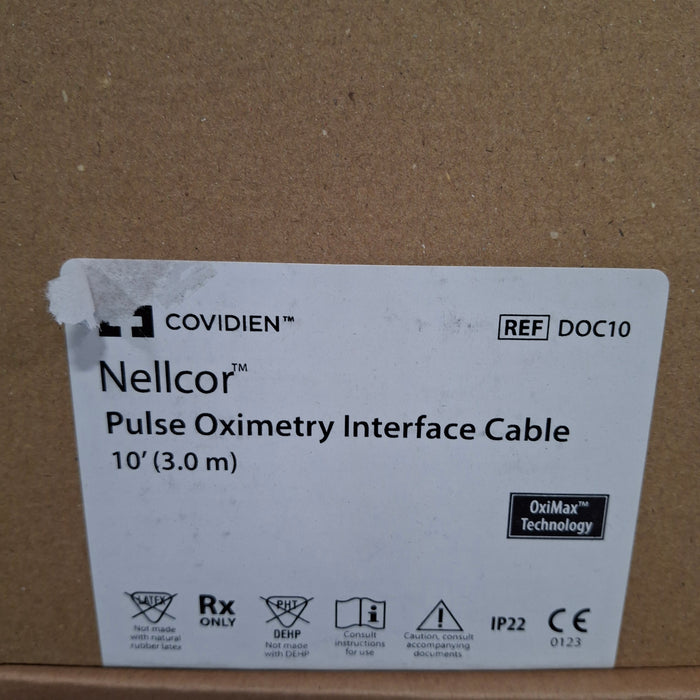 COVIDIEN™
REF DOC10
Nellcor™
Pulse Oximetry Interface Cable
10' (3.0 m)
OxiMax™
Technology
LATEX
Not made
with natural
rubber latex
Rx
ONLY
PHT
DEHP
Not made
with DEHP
i
Consult
instructions
for use
!
Caution, consult
accompanying
documents
IP22
CE
0123